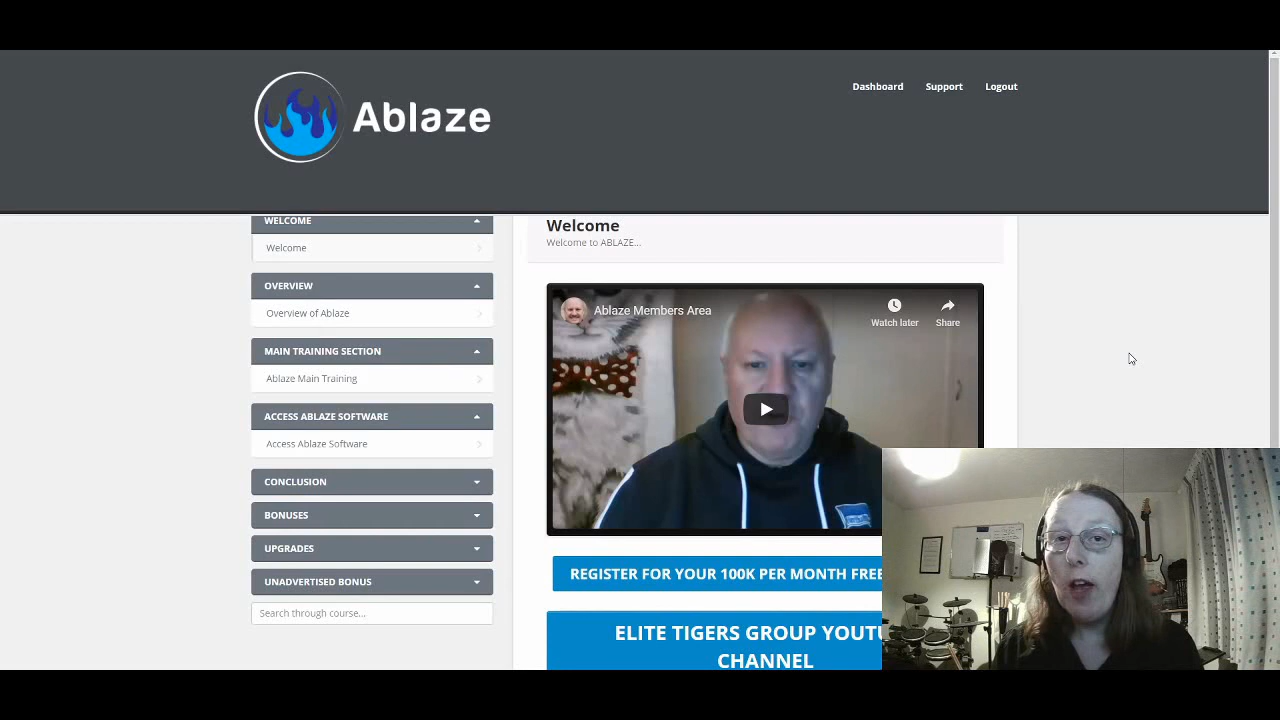 Ablaze
Dashboard
Support
Logout
WELCOME
Welcome
OVERVIEW
Overview of Ablaze
MAIN TRAINING SECTION
Ablaze Main Training
ACCESS ABLAZE SOFTWARE
Access Ablaze Software
CONCLUSION
BONUSES
UPGRADES
UNADVERTISED BONUS
Search through course...
Welcome
Welcome to ABLAZE...
Ablaze Members Area
Watch later
Share
REGISTER FOR YOUR 100K PER MONTH FREE
ELITE TIGERS GROUP YOUTU
CHANNEL